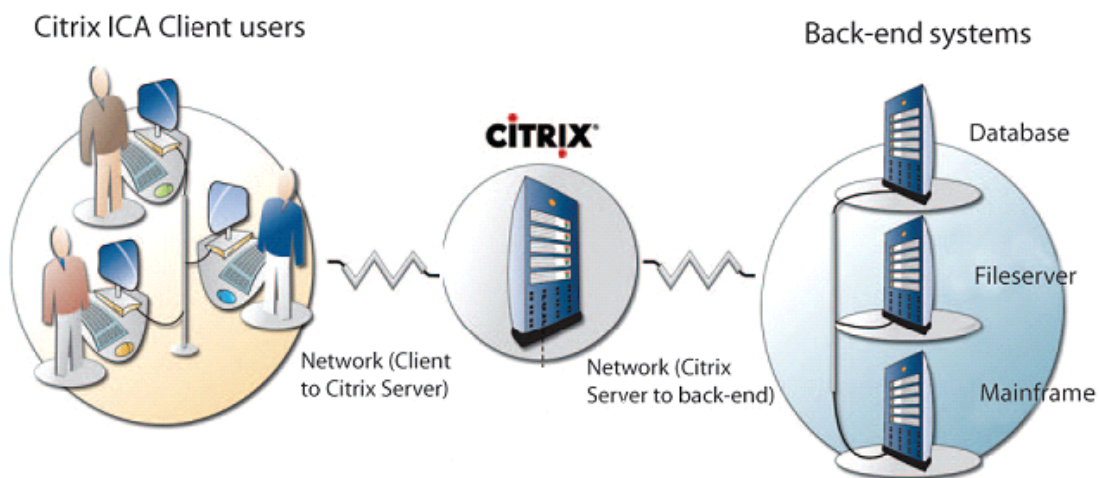 Citrix ICA Client users
Back-end systems
CiTRIX®
Database
Fileserver
Mainframe
Network (Client
to Citrix Server)
Network (Citrix
Server to back-end)